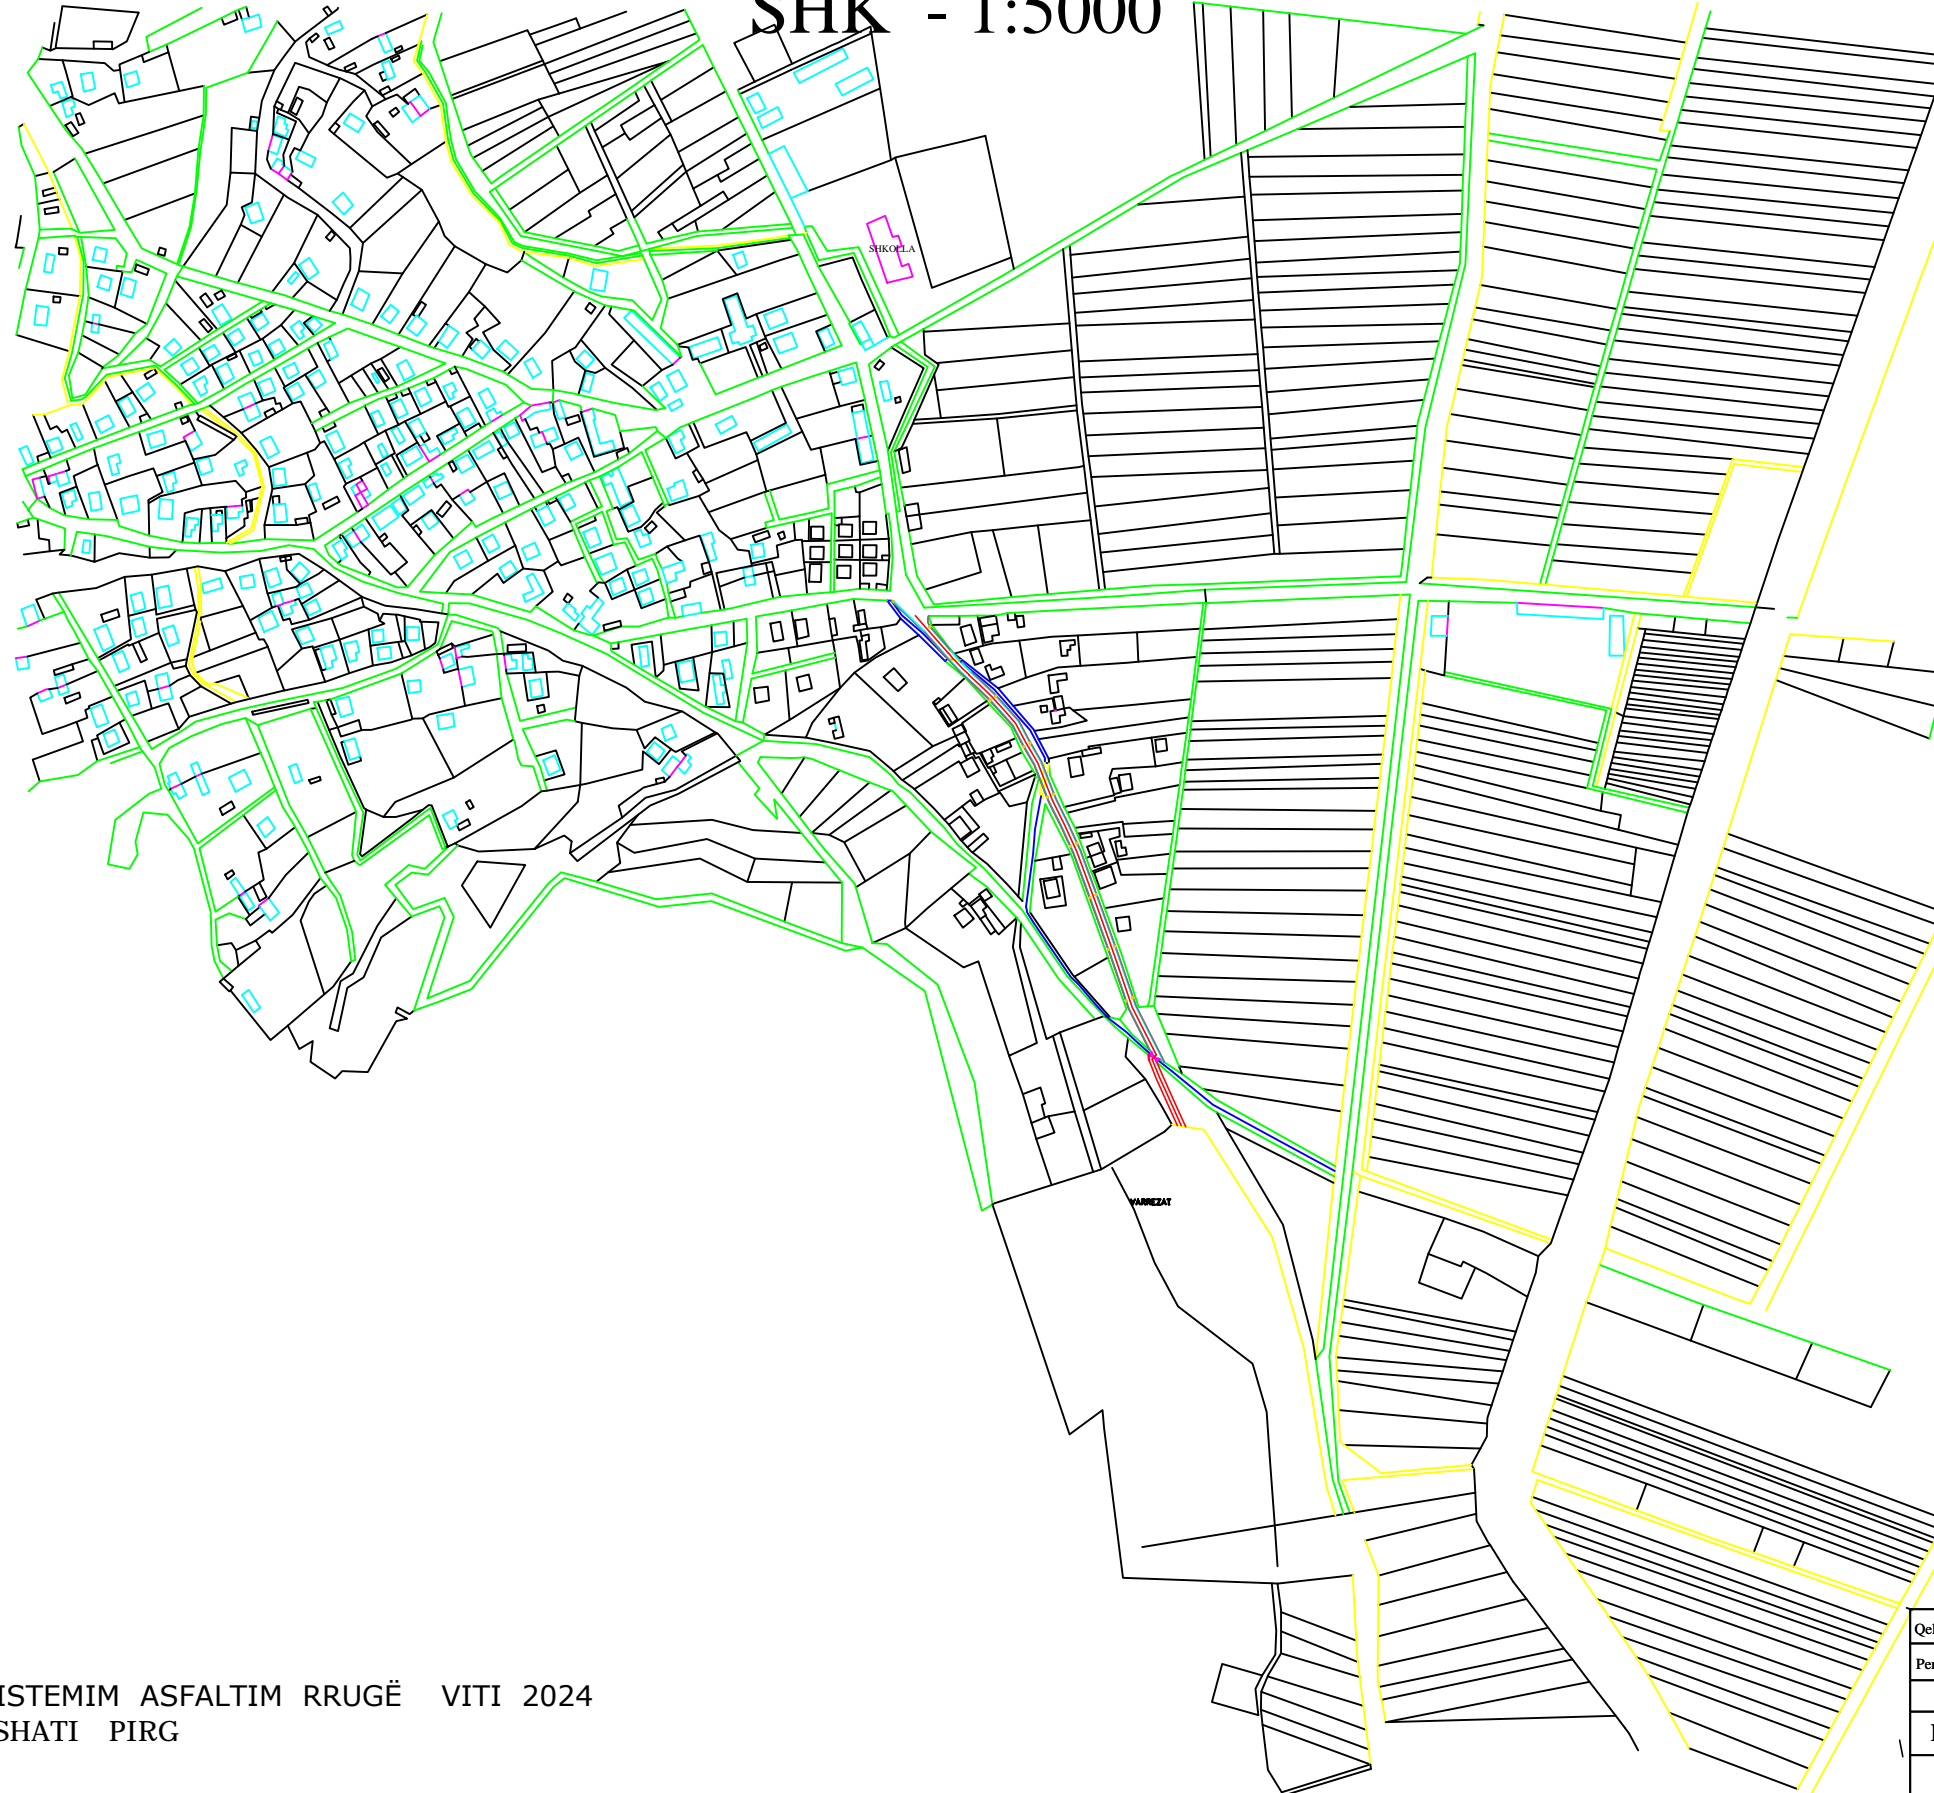 SHK - 1:5000
SHKOLLA
VARREZAT
ISTEMIM ASFALTIM RRUGË VITI 2024
SHATI PIRG